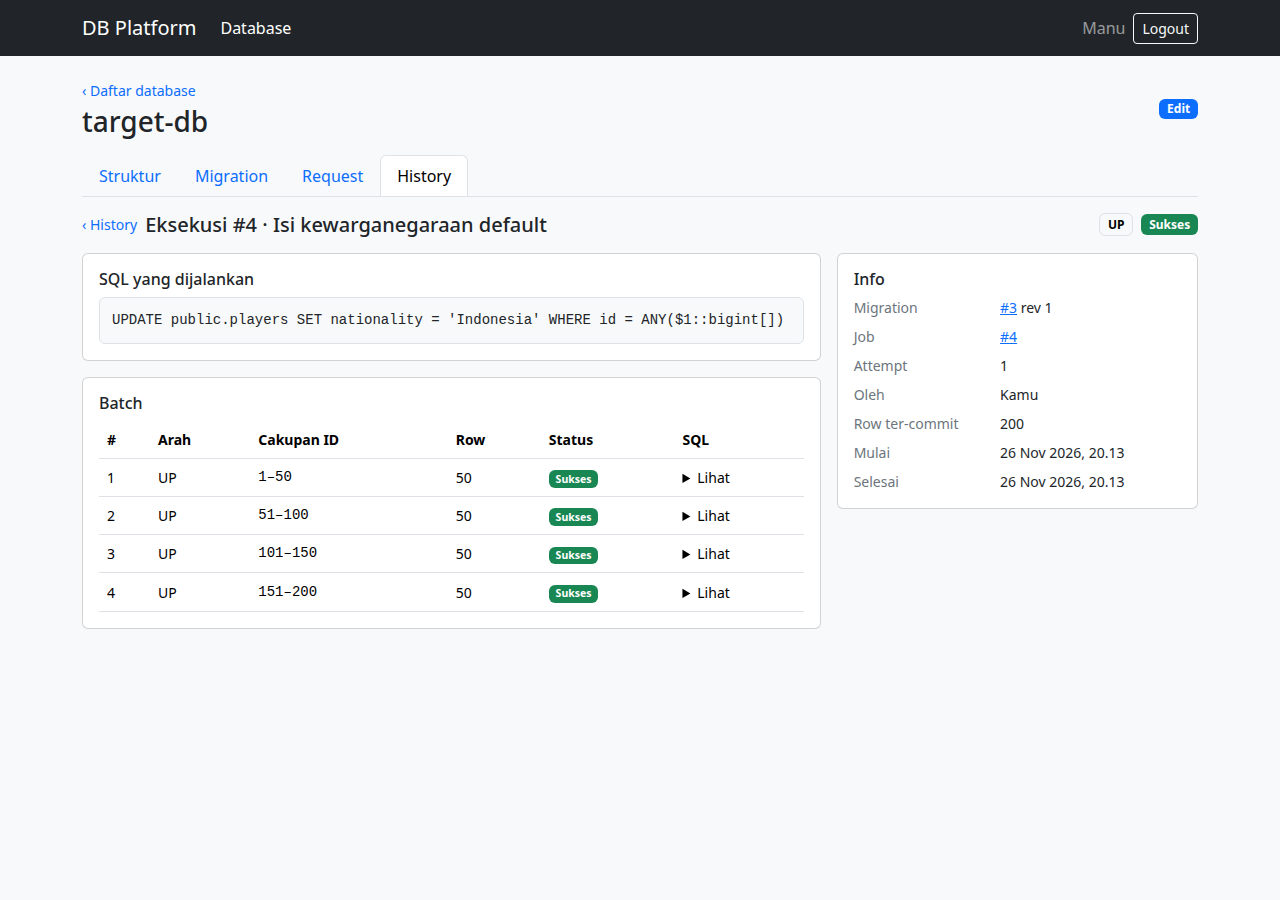 DB Platform Database Manu Logout
‹ Daftar database
target-db
Edit
Struktur Migration Request History
‹ History Eksekusi #4 · Isi kewarganegaraan default UP Sukses
SQL yang dijalankan
UPDATE public.players SET nationality = 'Indonesia' WHERE id = ANY($1::bigint[])
Batch
# Arah Cakupan ID Row Status SQL
1 UP 1–50 50 Sukses ▶ Lihat
2 UP 51–100 50 Sukses ▶ Lihat
3 UP 101–150 50 Sukses ▶ Lihat
4 UP 151–200 50 Sukses ▶ Lihat
Info
Migration #3 rev 1
Job #4
Attempt 1
Oleh Kamu
Row ter-commit 200
Mulai 26 Nov 2026, 20.13
Selesai 26 Nov 2026, 20.13